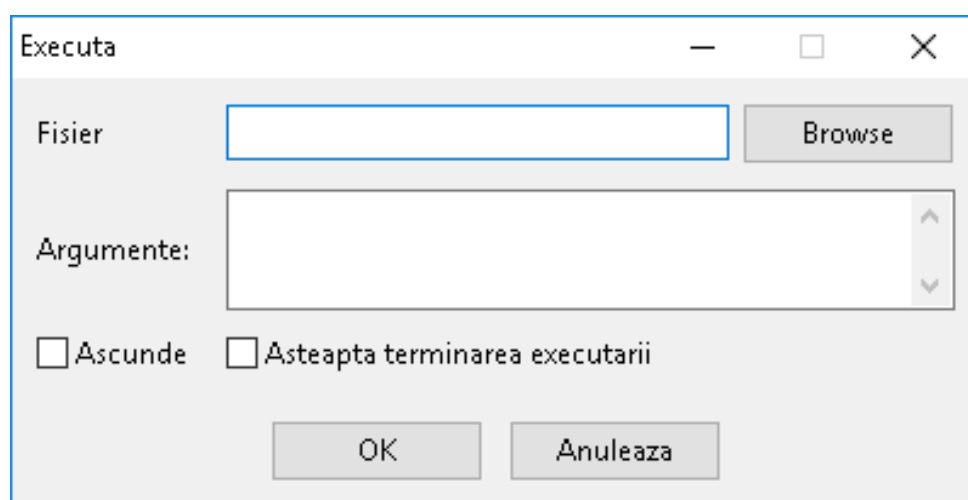 Executa
Fisier
Browse
Argumente:
Ascunde
Asteapta terminarea executarii
OK
Anuleaza